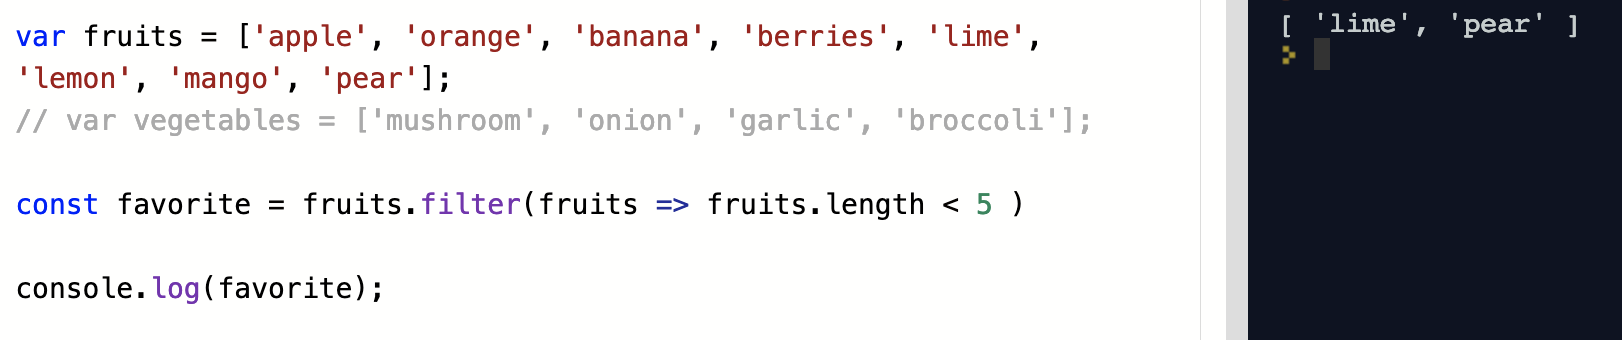 var fruits = ['apple', 'orange', 'banana', 'berries', 'lime',
'lemon', 'mango', 'pear'];
// var vegetables = ['mushroom', 'onion', 'garlic', 'broccoli'];
const favorite = fruits.filter(fruits => fruits.length < 5 )
console.log(favorite);
[ 'lime', 'pear' ]
>